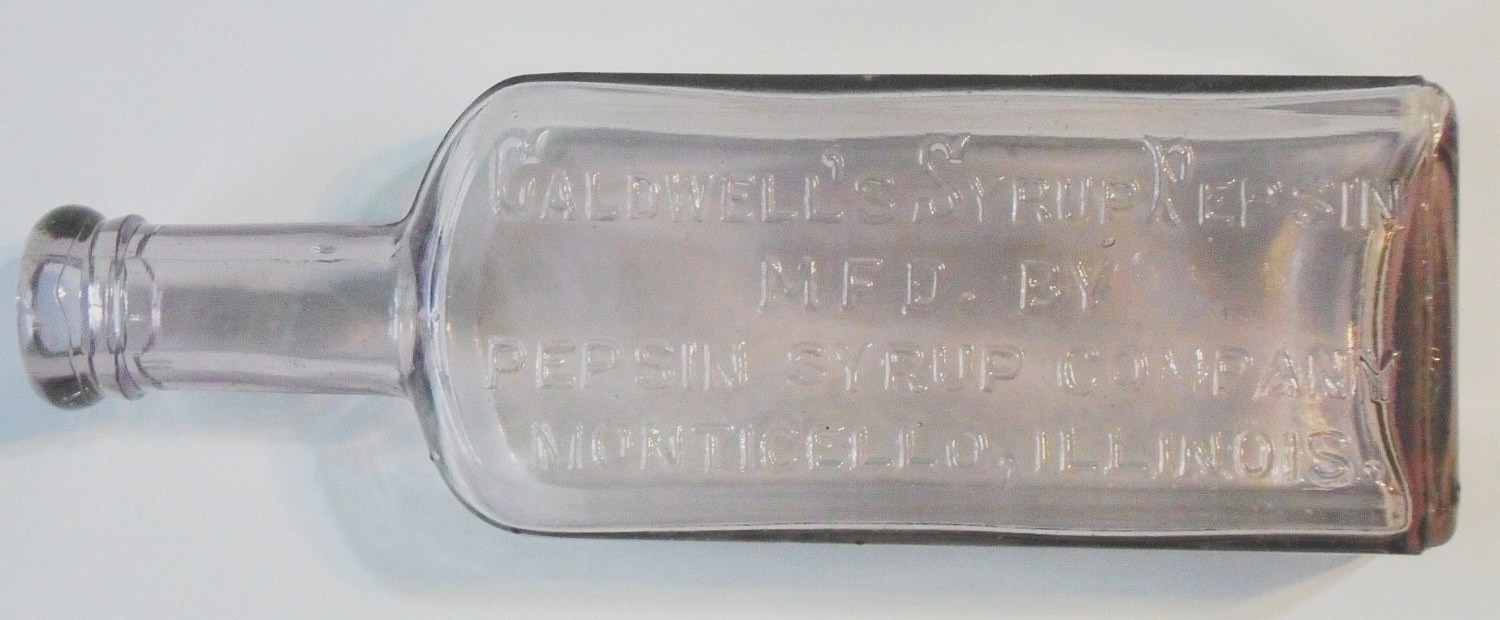 CALDWELL'S SYRUP PEPSIN
MFD. BY
PEPSIN SYRUP COMPANY
MONTICELLO, ILLINOIS.